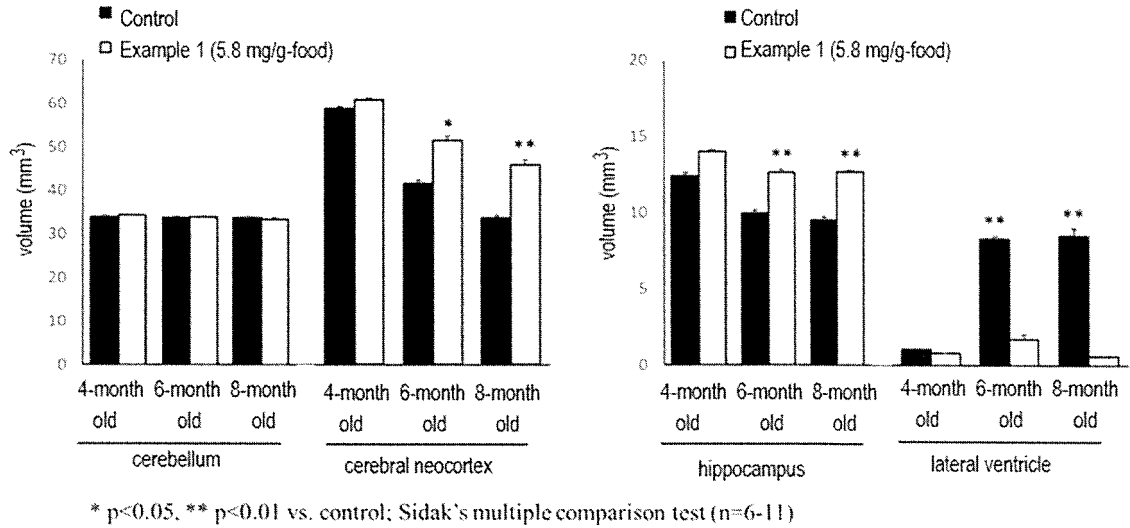 Control
Example 1 (5.8 mg/g-food)
70
60
50
40
30
20
10
0
volume (mm³)
*
**
4-month 6-month 8-month 4-month 6-month 8-month
old old old old old old
cerebellum cerebral neocortex
Control
Example 1 (5.8 mg/g-food)
20
15
10
5
0
volume (mm³)
** ** ** **
4-month 6-month 8-month 4-month 6-month 8-month
old old old old old old
hippocampus lateral ventricle
* p<0.05, ** p<0.01 vs. control; Sidak's multiple comparison test (n=6-11)